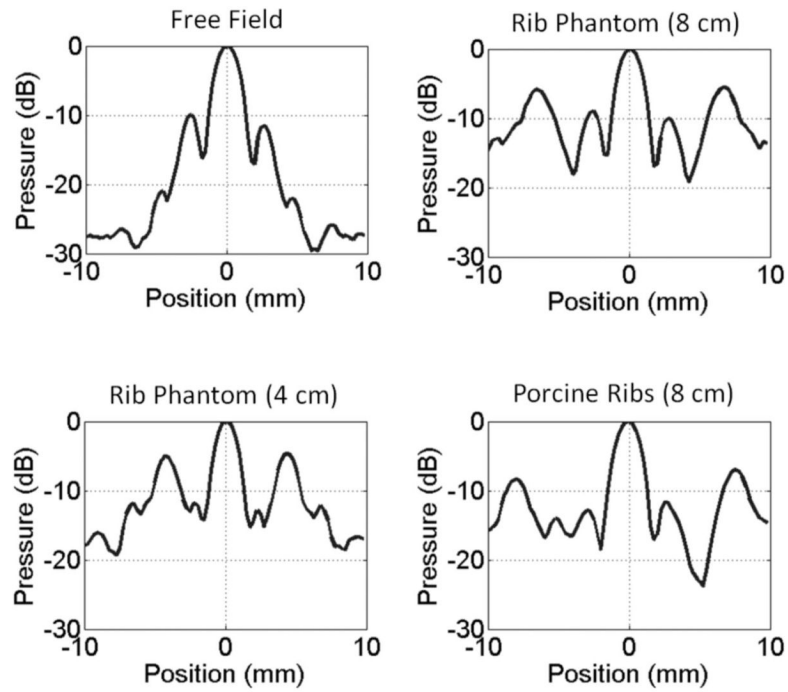 Free Field
Pressure (dB)
0
-10
-20
-30
-10
0
10
Position (mm)
Rib Phantom (8 cm)
Pressure (dB)
0
-10
-20
-30
-10
0
10
Position (mm)
Rib Phantom (4 cm)
Pressure (dB)
0
-10
-20
-30
-10
0
10
Position (mm)
Porcine Ribs (8 cm)
Pressure (dB)
0
-10
-20
-30
-10
0
10
Position (mm)